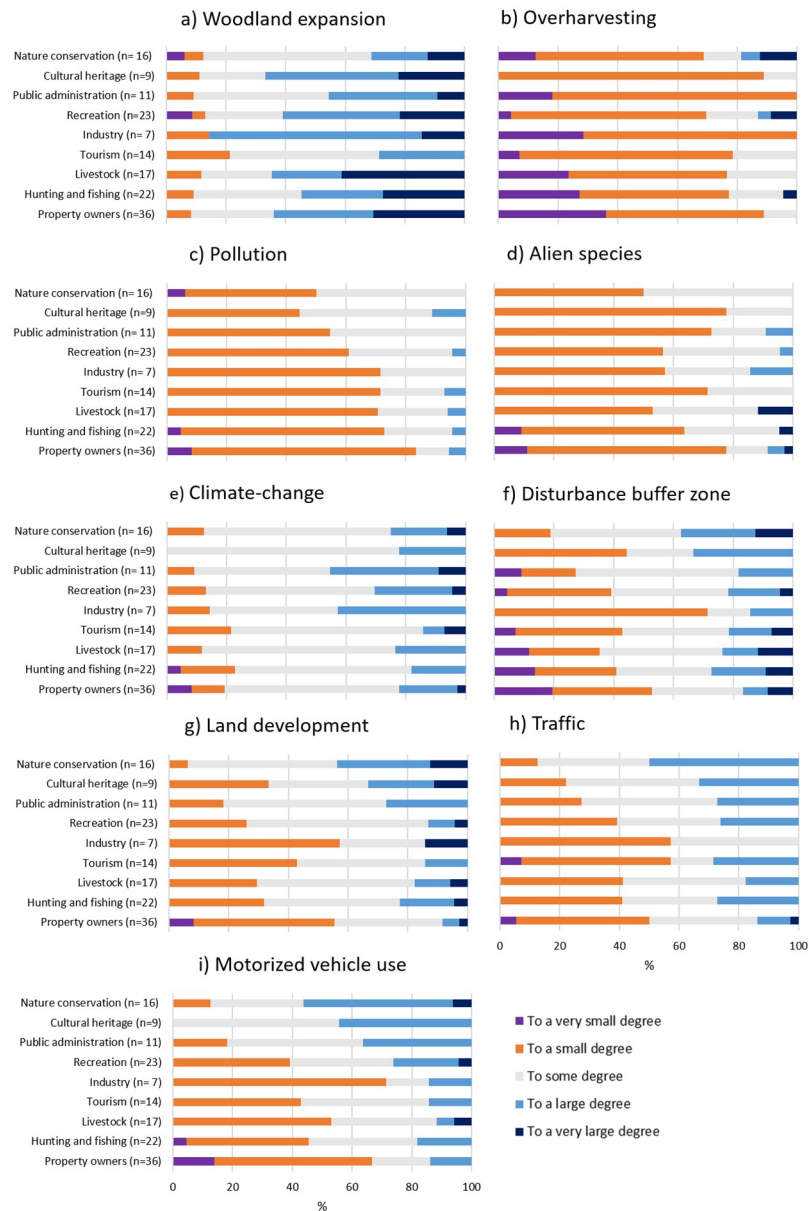 a) Woodland expansion
b) Overharvesting
Nature conservation (n= 16)
Cultural heritage (n=9)
Public administration (n= 11)
Recreation (n=23)
Industry (n= 7)
Tourism (n=14)
Livestock (n=17)
Hunting and fishing (n=22)
Property owners (n=36)
c) Pollution
d) Alien species
Nature conservation (n= 16)
Cultural heritage (n=9)
Public administration (n= 11)
Recreation (n=23)
Industry (n= 7)
Tourism (n=14)
Livestock (n=17)
Hunting and fishing (n=22)
Property owners (n=36)
e) Climate-change
f) Disturbance buffer zone
Nature conservation (n= 16)
Cultural heritage (n=9)
Public administration (n= 11)
Recreation (n=23)
Industry (n= 7)
Tourism (n=14)
Livestock (n=17)
Hunting and fishing (n=22)
Property owners (n=36)
g) Land development
h) Traffic
Nature conservation (n= 16)
Cultural heritage (n=9)
Public administration (n= 11)
Recreation (n=23)
Industry (n= 7)
Tourism (n=14)
Livestock (n=17)
Hunting and fishing (n=22)
Property owners (n=36)
0 20 40 60 80 100
%
i) Motorized vehicle use
Nature conservation (n= 16)
Cultural heritage (n=9)
Public administration (n= 11)
Recreation (n=23)
Industry (n= 7)
Tourism (n=14)
Livestock (n=17)
Hunting and fishing (n=22)
Property owners (n=36)
0 20 40 60 80 100
%
To a very small degree
To a small degree
To some degree
To a large degree
To a very large degree